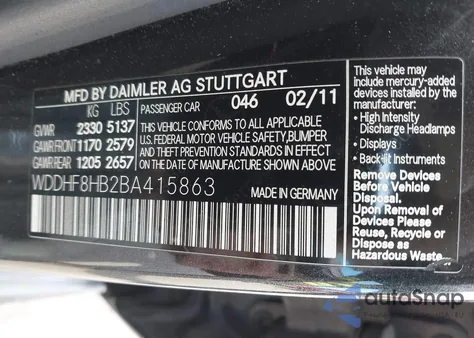 MFD BY DAIMLER AG STUTTGART
KG LBS PASSENGER CAR 046 02/11
GVWR 2330 5137
GAWR FRONT 1170 2579
GAWR REAR 1205 2657
THIS VEHICLE CONFORMS TO ALL APPLICABLE
U.S. FEDERAL MOTOR VEHICLE SAFETY, BUMPER
AND THEFT PREVENTION STANDARDS IN EFFECT
ON THE DATE OF MANUFACTURE SHOWN ABOVE.
WDDHF8HB2BA415863
MADE IN GERMANY
This vehicle may
include mercury-added
devices installed by the
manufacturer:
• High Intensity
Discharge Headlamps
• Displays
• Back-lit Instruments
Remove Devices
Before Vehicle
Disposal.
Upon Removal of
Devices Please
Reuse, Recycle or
Dispose as
Hazardous Waste
autoSnap